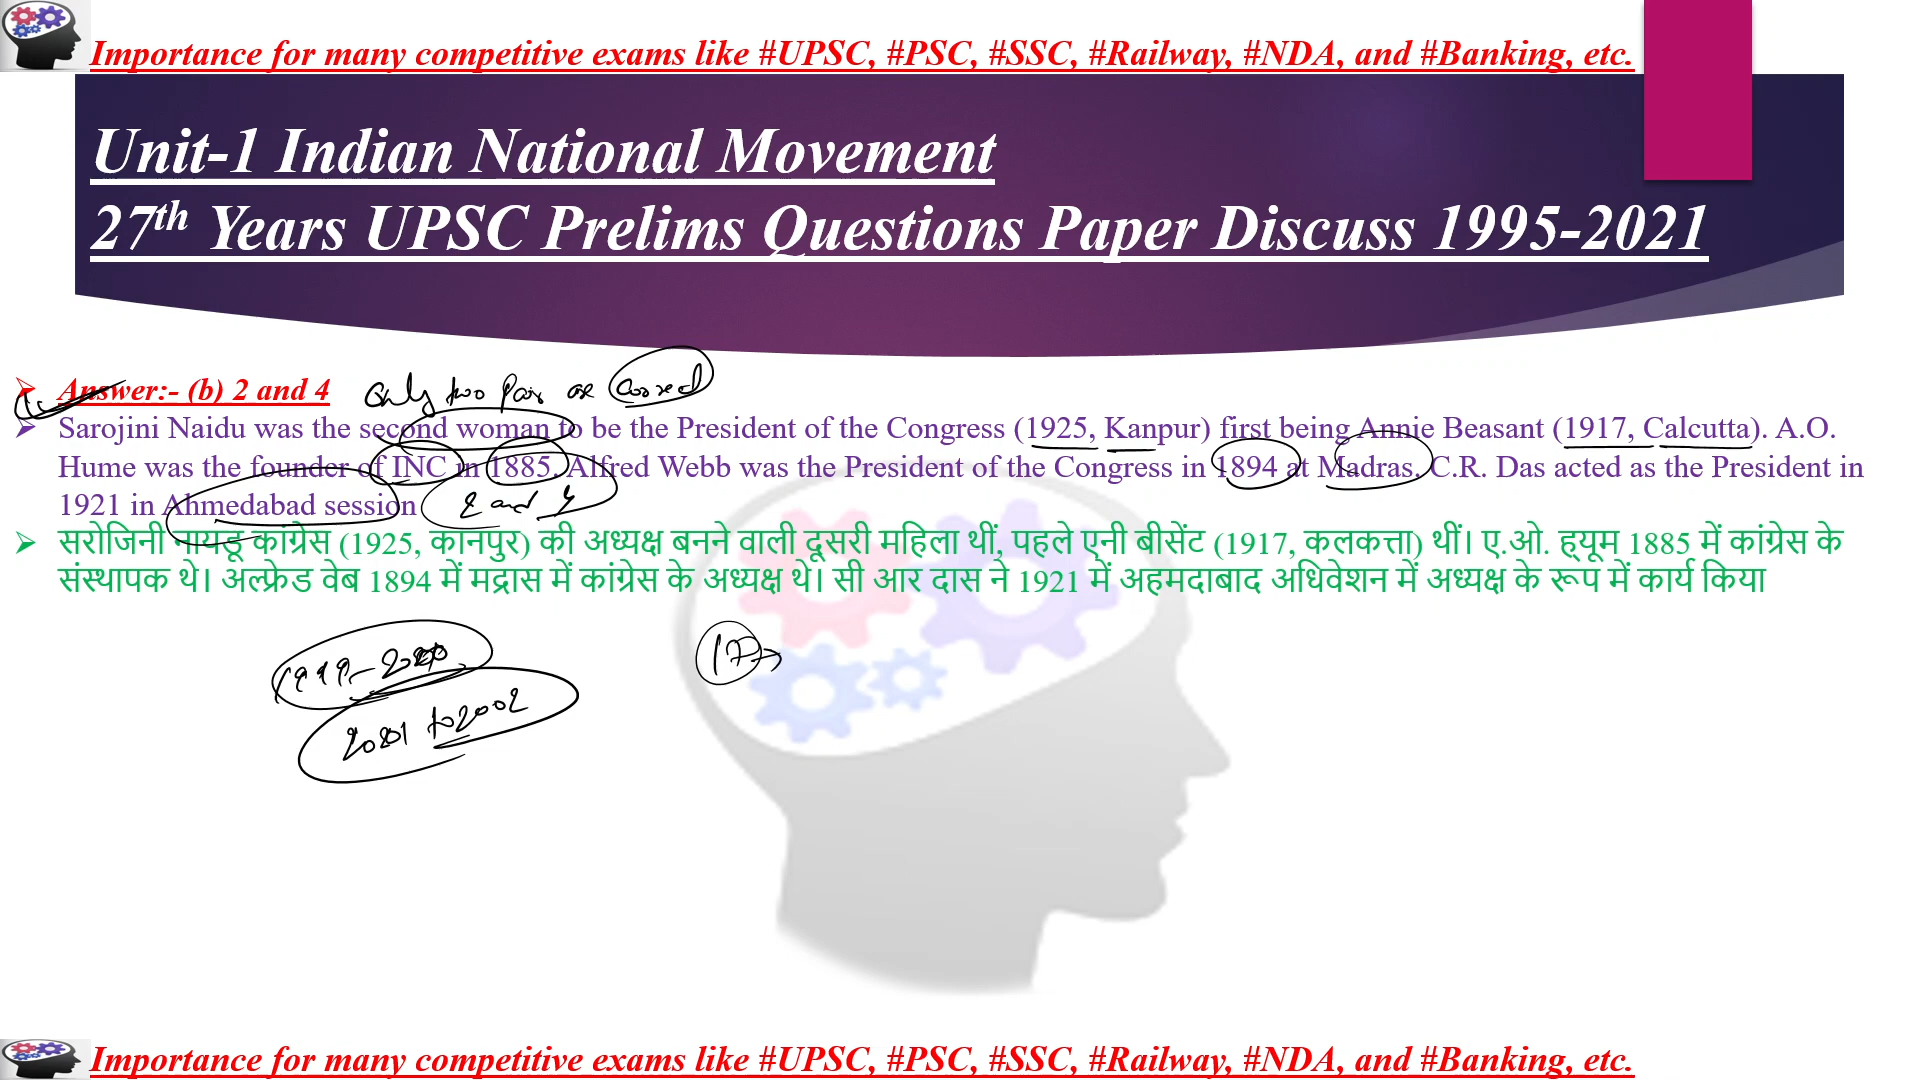 Importance for many competitive exams like #UPSC, #PSC, #SSC, #Railway, #NDA, and #Banking, etc.
Unit-1 Indian National Movement
27th Years UPSC Prelims Questions Paper Discuss 1995-2021
Answer:- (b) 2 and 4
only two Pair are correct
Sarojini Naidu was the second woman to be the President of the Congress (1925, Kanpur) first being Annie Beasant (1917, Calcutta). A.O.
Hume was the founder of INC in 1885. Alfred Webb was the President of the Congress in 1894 at Madras. C.R. Das acted as the President in
1921 in Ahmedabad session
2 and 4
सरोजिनी नायडू कांग्रेस (1925, कानपुर) की अध्यक्ष बनने वाली दूसरी महिला थीं, पहले एनी बीसेंट (1917, कलकत्ता) थीं। ए.ओ. ह्यूम 1885 में कांग्रेस के
संस्थापक थे। अल्फ्रेड वेब 1894 में मद्रास में कांग्रेस के अध्यक्ष थे। सी आर दास ने 1921 में अहमदाबाद अधिवेशन में अध्यक्ष के रूप में कार्य किया
1999-2000
17
2001 to 2002
Importance for many competitive exams like #UPSC, #PSC, #SSC, #Railway, #NDA, and #Banking, etc.